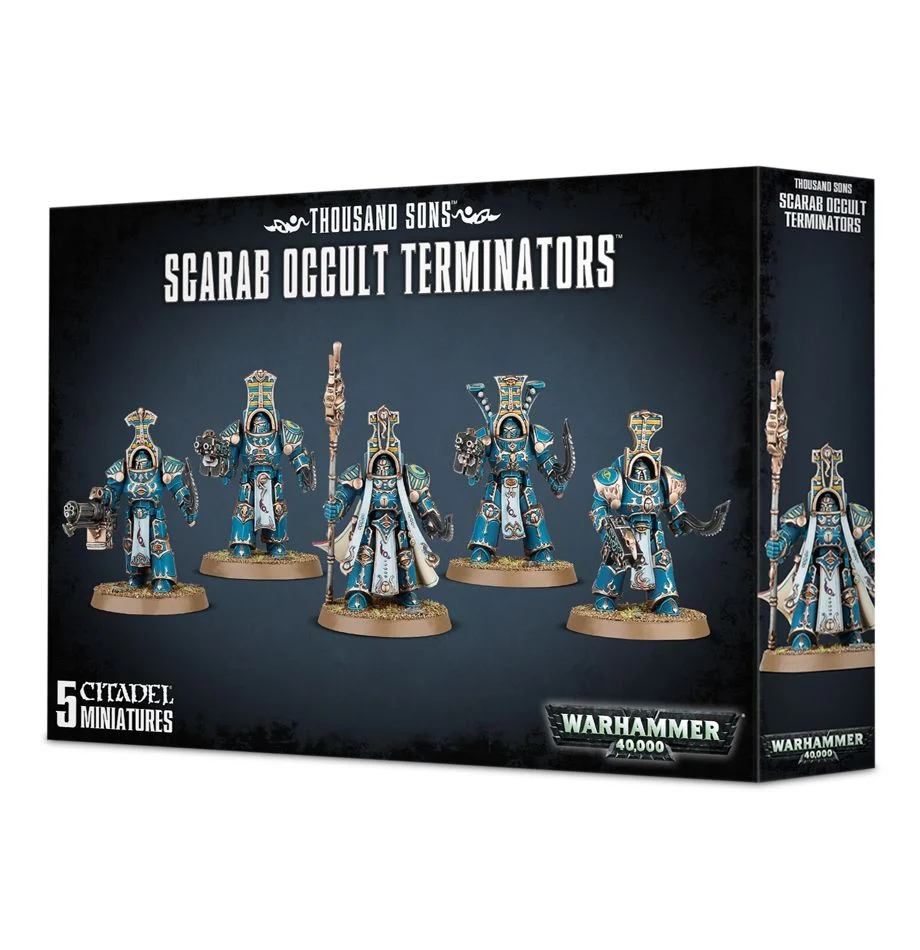 THOUSAND SONS™
SCARAB OCCULT TERMINATORS™
5 CITADEL
MINIATURES
WARHAMMER
40,000
THOUSAND SONS
SCARAB OCCULT
TERMINATORS
WARHAMMER
40,000